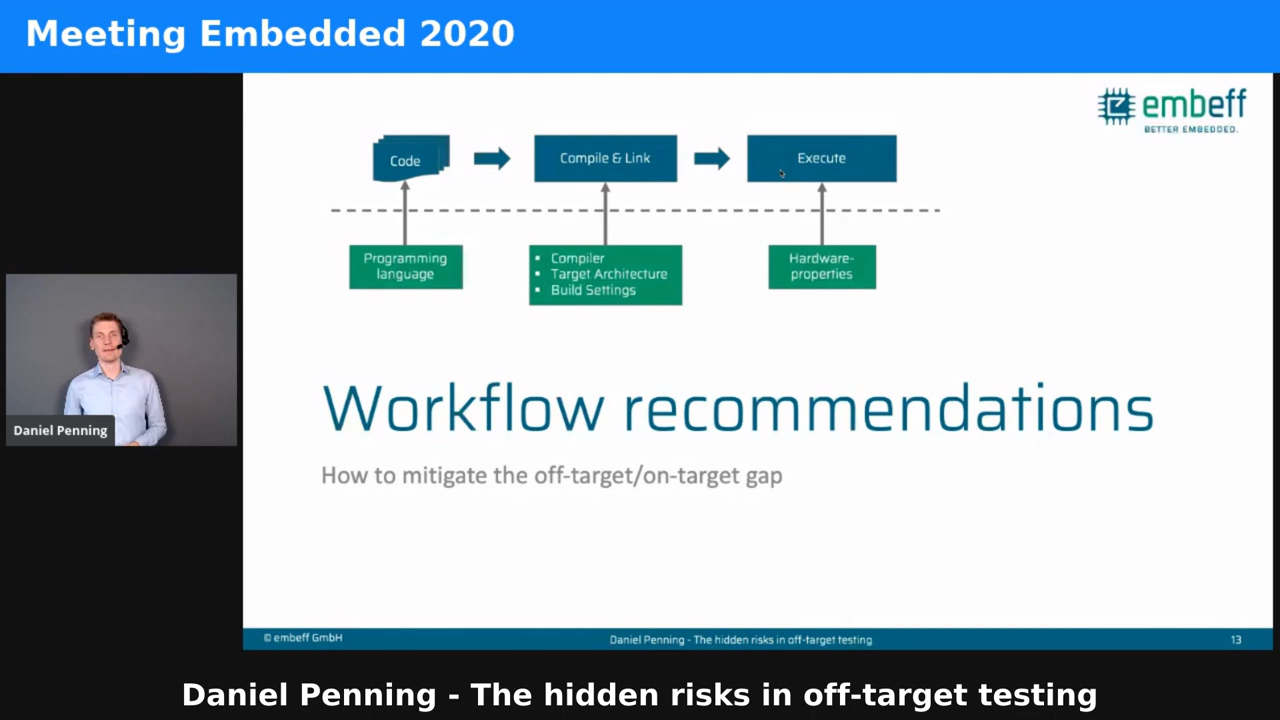 Meeting Embedded 2020
embeff
BETTER EMBEDDED.
Code
Compile & Link
Execute
Programming
language
▪ Compiler
▪ Target Architecture
▪ Build Settings
Hardware-
properties
Workflow recommendations
How to mitigate the off-target/on-target gap
Daniel Penning
© embeff GmbH
Daniel Penning - The hidden risks in off-target testing
13
Daniel Penning - The hidden risks in off-target testing